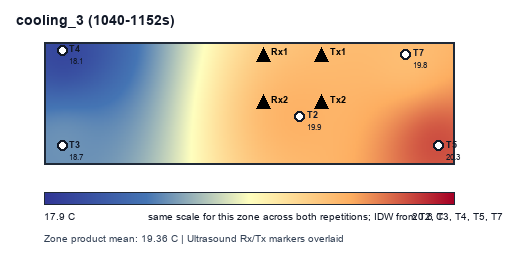 cooling_3 (1040-1152s)
T4
18.1
Rx1
Tx1
T7
19.8
Rx2
Tx2
T2
19.9
T3
18.7
T5
20.3
17.9 C
same scale for this zone across both repetitions; IDW from T2, T3, T4, T5, T7
Zone product mean: 19.36 C | Ultrasound Rx/Tx markers overlaid